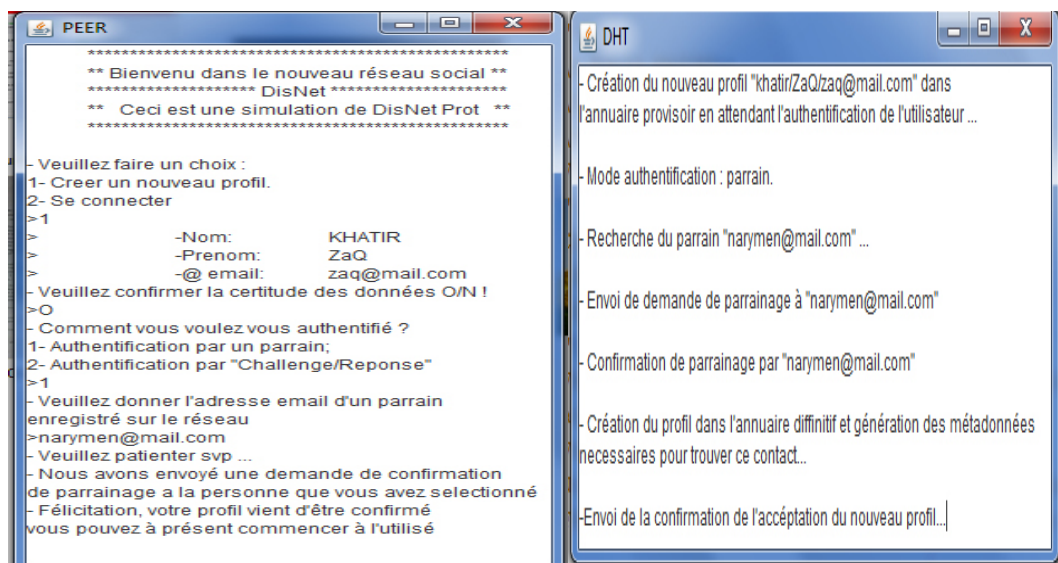 PEER
*************************************************
** Bienvenu dans le nouveau réseau social **
******************** DisNet *********************
** Ceci est une simulation de DisNet Prot **
*************************************************
- Veuillez faire un choix :
1- Creer un nouveau profil.
2- Se connecter
>1
> -Nom: KHATIR
> -Prenom: ZaQ
> -@ email: zaq@mail.com
- Veuillez confirmer la certitude des données O/N !
>O
- Comment vous voulez vous authentifié ?
1- Authentification par un parrain;
2- Authentification par "Challenge/Reponse"
>1
- Veuillez donner l'adresse email d'un parrain
enregistré sur le réseau
>narymen@mail.com
- Veuillez patienter svp ...
- Nous avons envoyé une demande de confirmation
de parrainage a la personne que vous avez selectionné
- Félicitation, votre profil vient d'être confirmé
vous pouvez à présent commencer à l'utilisé
DHT
- Création du nouveau profil "khatir/ZaQ/zaq@mail.com" dans
l'annuaire provisoir en attendant l'authentification de l'utilisateur ...
- Mode authentification : parrain.
- Recherche du parrain "narymen@mail.com" ...
- Envoi de demande de parrainage à "narymen@mail.com"
- Confirmation de parrainage par "narymen@mail.com"
- Création du profil dans l'annuaire diffinitif et génération des métadonnées
necessaires pour trouver ce contact...
-Envoi de la confirmation de l'accéptation du nouveau profil...